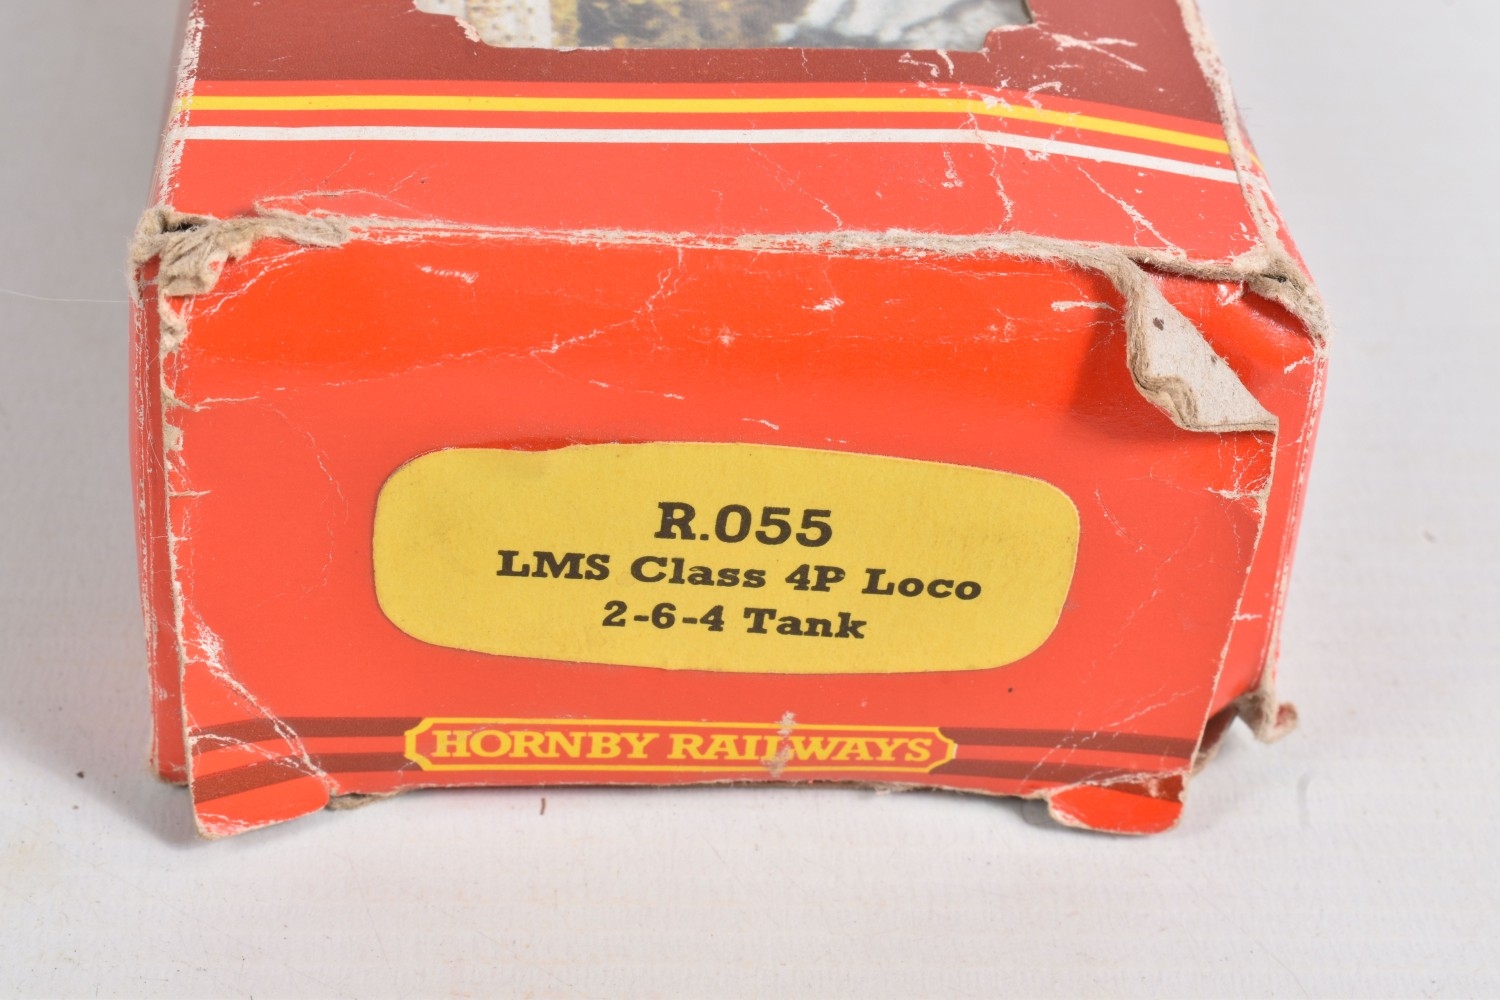 R.055
LMS Class 4P Loco
2-6-4 Tank
HORNBY RAILWAYS